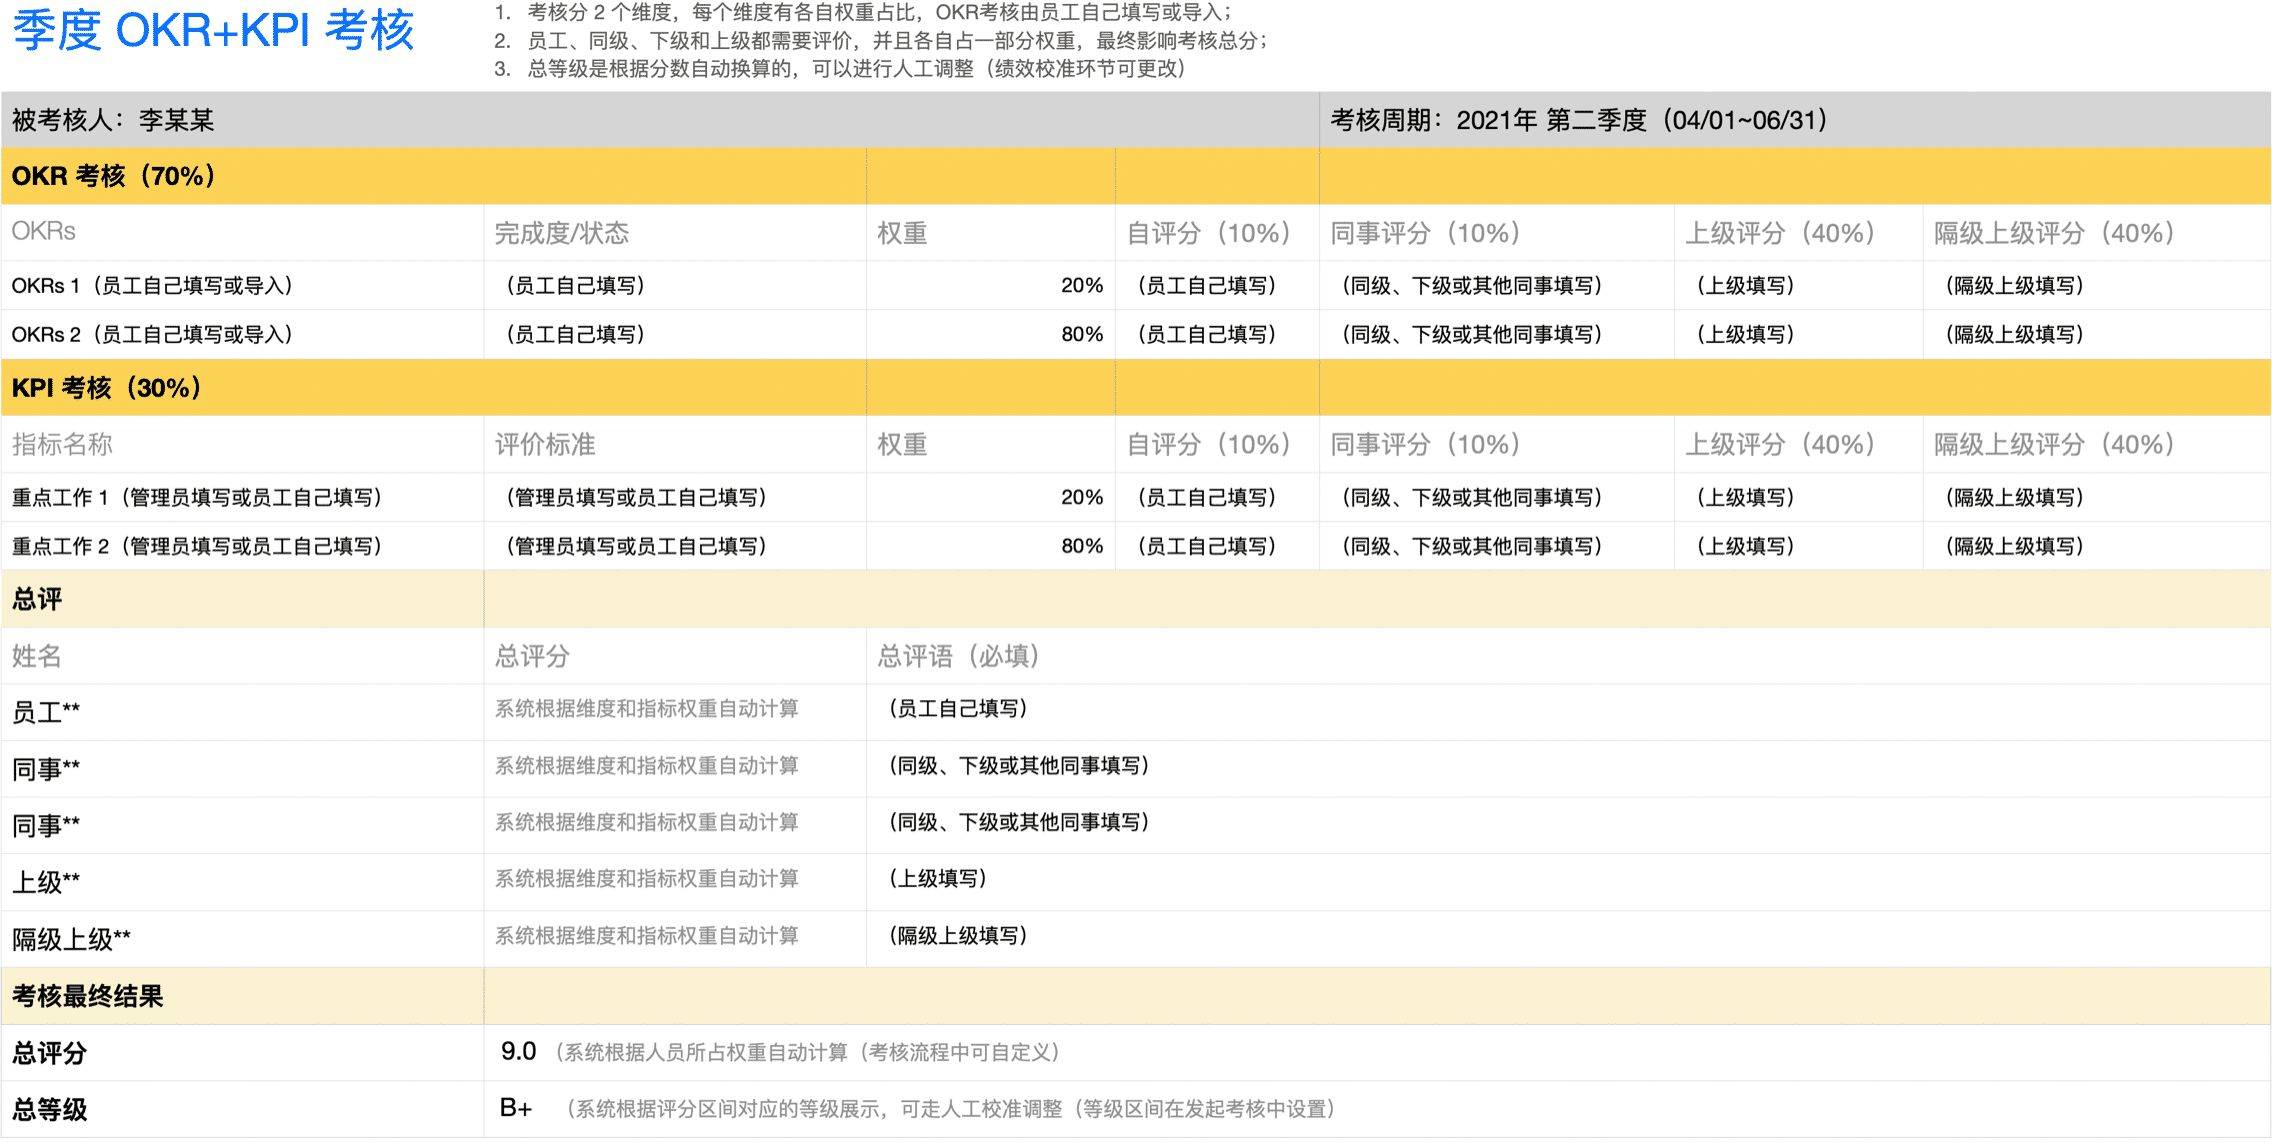 季度 OKR+KPI 考核
1. 考核分 2 个维度，每个维度有各自权重占比，OKR考核由员工自己填写或导入；
2. 员工、同级、下级和上级都需要评价，并且各自占一部分权重，最终影响考核总分；
3. 总等级是根据分数自动换算的，可以进行人工调整（绩效校准环节可更改）
被考核人：李某某 考核周期：2021年 第二季度（04/01~06/31）
OKR 考核（70%）
OKRs 完成度/状态 权重 自评分（10%） 同事评分（10%） 上级评分（40%） 隔级上级评分（40%）
OKRs 1（员工自己填写或导入） （员工自己填写） 20% （员工自己填写） （同级、下级或其他同事填写） （上级填写） （隔级上级填写）
OKRs 2（员工自己填写或导入） （员工自己填写） 80% （员工自己填写） （同级、下级或其他同事填写） （上级填写） （隔级上级填写）
KPI 考核（30%）
指标名称 评价标准 权重 自评分（10%） 同事评分（10%） 上级评分（40%） 隔级上级评分（40%）
重点工作 1（管理员填写或员工自己填写） （管理员填写或员工自己填写） 20% （员工自己填写） （同级、下级或其他同事填写） （上级填写） （隔级上级填写）
重点工作 2（管理员填写或员工自己填写） （管理员填写或员工自己填写） 80% （员工自己填写） （同级、下级或其他同事填写） （上级填写） （隔级上级填写）
总评
姓名 总评分 总评语（必填）
员工** 系统根据维度和指标权重自动计算 （员工自己填写）
同事** 系统根据维度和指标权重自动计算 （同级、下级或其他同事填写）
同事** 系统根据维度和指标权重自动计算 （同级、下级或其他同事填写）
上级** 系统根据维度和指标权重自动计算 （上级填写）
隔级上级** 系统根据维度和指标权重自动计算 （隔级上级填写）
考核最终结果
总评分 9.0 （系统根据人员所占权重自动计算（考核流程中可自定义）
总等级 B+ （系统根据评分区间对应的等级展示，可走人工校准调整（等级区间在发起考核中设置）